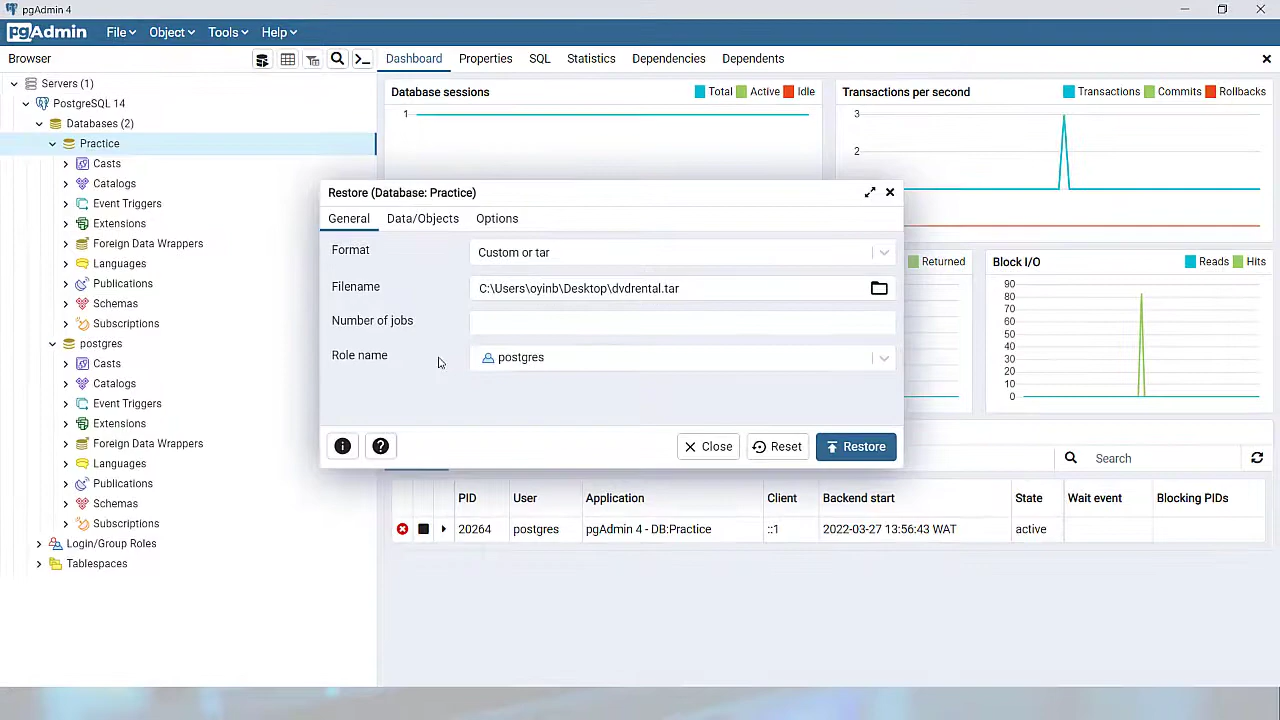 pgAdmin 4
pgAdmin File Object Tools Help
Browser
Dashboard Properties SQL Statistics Dependencies Dependents
Servers (1)
PostgreSQL 14
Databases (2)
Practice
Casts
Catalogs
Event Triggers
Extensions
Foreign Data Wrappers
Languages
Publications
Schemas
Subscriptions
postgres
Casts
Catalogs
Event Triggers
Extensions
Foreign Data Wrappers
Languages
Publications
Schemas
Subscriptions
Login/Group Roles
Tablespaces
Database sessions Total Active Idle
1
Transactions per second Transactions Commits Rollbacks
3
2
Restore (Database: Practice)
General Data/Objects Options
Format Custom or tar
Filename C:\Users\oyinb\Desktop\dvdrental.tar
Number of jobs
Role name postgres
Close Reset Restore
Returned
Block I/O Reads Hits
90
80
70
60
50
40
30
20
10
0
Search
PID User Application Client Backend start State Wait event Blocking PIDs
20264 postgres pgAdmin 4 - DB:Practice ::1 2022-03-27 13:56:43 WAT active